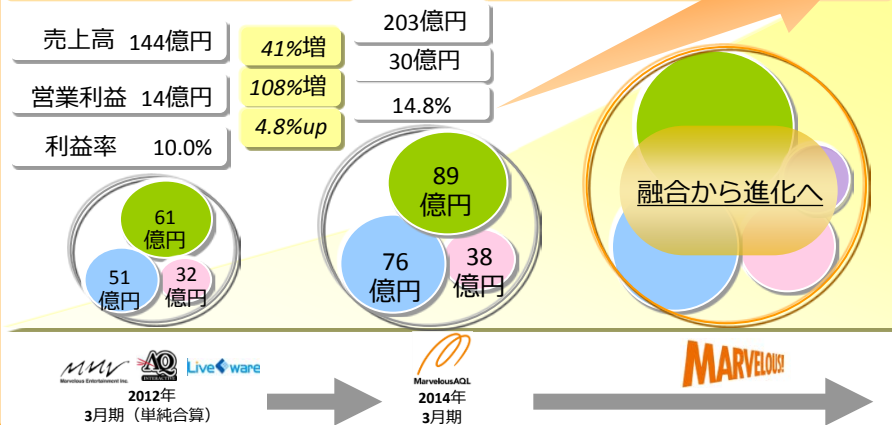 売上高 144億円
41%増
203億円
営業利益 14億円
108%増
30億円
利益率 10.0%
4.8%up
14.8%
61
億円
51
億円
32
億円
89
億円
76
億円
38
億円
融合から進化へ
MMV
Marvelous Entertainment Inc.
AQ
INTERACTIVE
Liveware
2012年
3月期（単純合算）
MarvelousAQL
2014年
3月期
MARVELOUS!